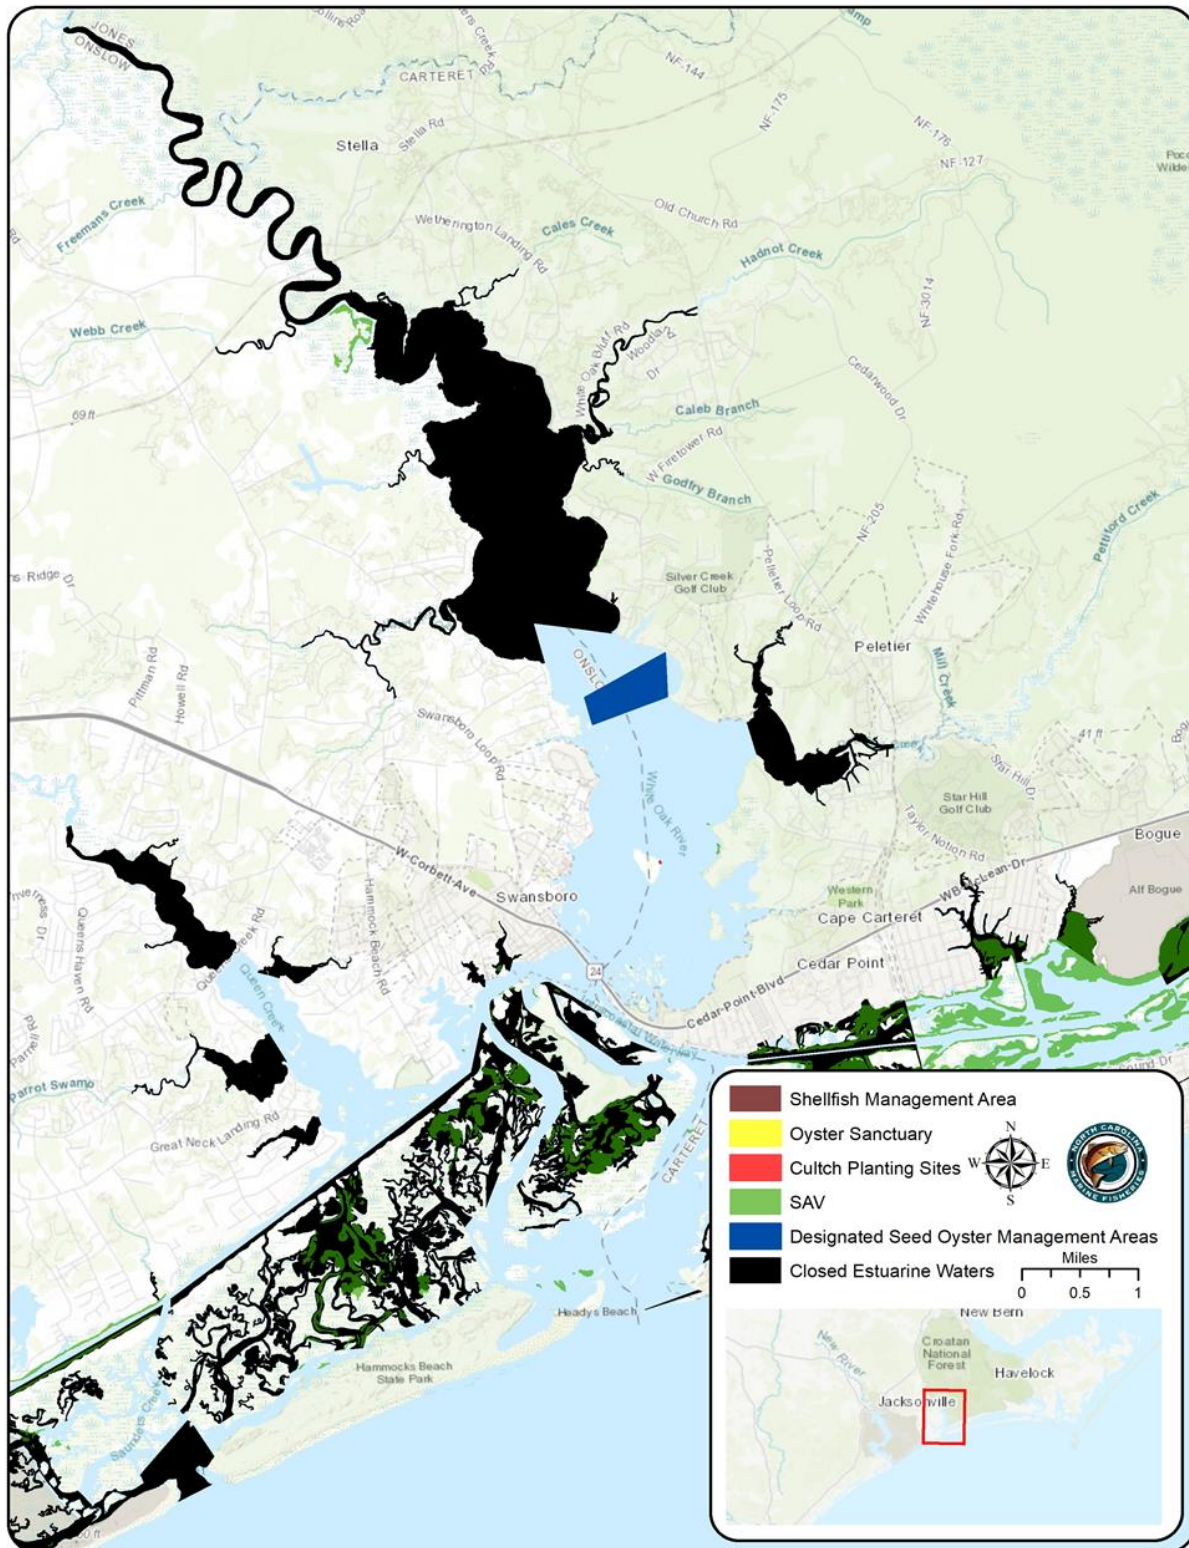 JONES
ONSLOW
CARTERET
NF-144
NF-175
NF-176
NF-127
Stella
Stella Rd
Freemans Creek
Wetherington Landing Rd
Cales Creek
Old Church Rd
Hadnot Creek
NF-3014
Webb Creek
White Oak Bluff Rd
Dr
Cedarwood Dr
69 ft
Caleb Branch
W Firetower Rd
Godfry Branch
NF-205
Whitehouse Fork Rd
Pettiford Creek
Silver Creek
Golf Club
Peletier Loop Rd
Peletier
Mill Creek
Pittman Rd
Howell Rd
Swansboro Loop Rd
White Oak River
41 ft
Star Hill Dr
Star Hill
Golf Club
Taylor Notion Rd
Bogue
W-Corbett-Ave
Swansboro
Hammock Beach Rd
Queens Haven Rd
Queen Creek
Western
Park
WB-McLean-Dr
Alf Bogue
Cape Carteret
Cedar Point
24
Cedar-Point-Blvd
Parrot Swamp
Great Neck Landing Rd
CARTERET
Headys Beach
Hammocks Beach
State Park
Shellfish Management Area
Oyster Sanctuary
Cultch Planting Sites
SAV
Designated Seed Oyster Management Areas
Closed Estuarine Waters
N
W
E
S
NORTH CAROLINA
MARINE FISHERIES
Miles
0 0.5 1
New Bern
Croatan
National
Forest
New River
Havelock
Jacksonville